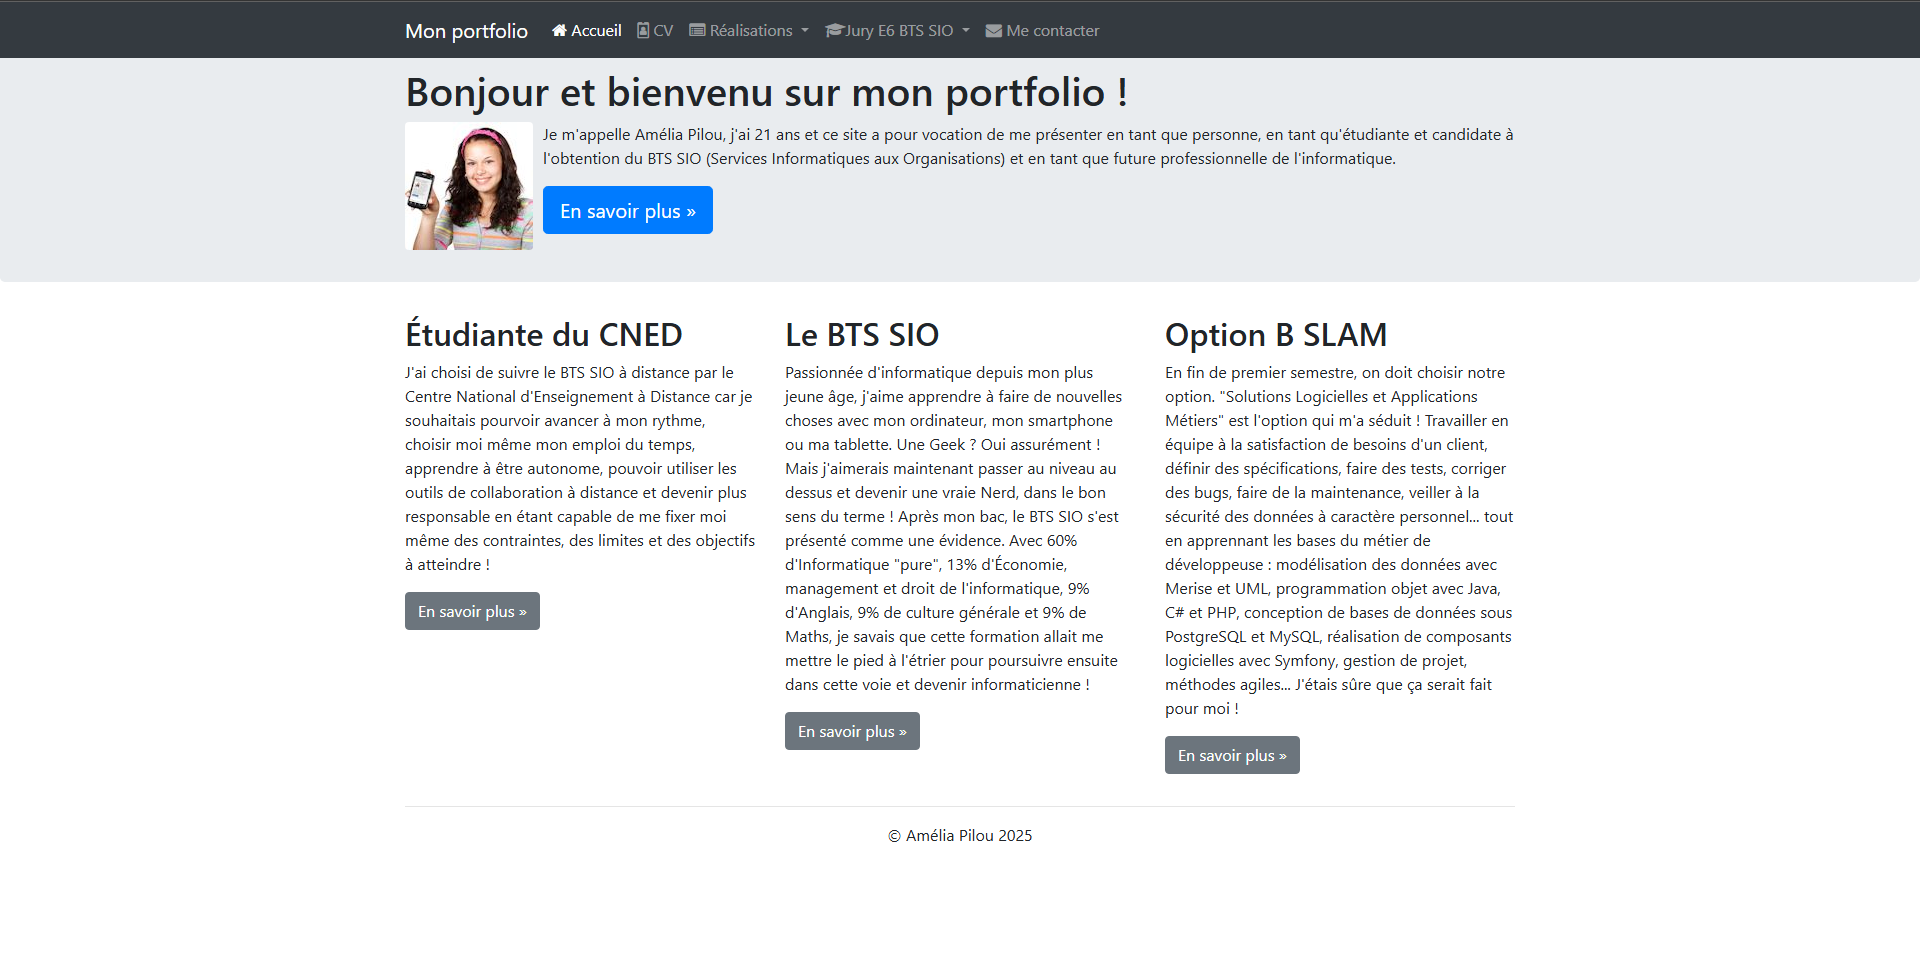 Mon portfolio Accueil CV Réalisations Jury E6 BTS SIO Me contacter
Bonjour et bienvenu sur mon portfolio !
Je m'appelle Amélia Pilou, j'ai 21 ans et ce site a pour vocation de me présenter en tant que personne, en tant qu'étudiante et candidate à
l'obtention du BTS SIO (Services Informatiques aux Organisations) et en tant que future professionnelle de l'informatique.
En savoir plus »
Étudiante du CNED
J'ai choisi de suivre le BTS SIO à distance par le
Centre National d'Enseignement à Distance car je
souhaitais pourvoir avancer à mon rythme,
choisir moi même mon emploi du temps,
apprendre à être autonome, pouvoir utiliser les
outils de collaboration à distance et devenir plus
responsable en étant capable de me fixer moi
même des contraintes, des limites et des objectifs
à atteindre !
En savoir plus »
Le BTS SIO
Passionnée d'informatique depuis mon plus
jeune âge, j'aime apprendre à faire de nouvelles
choses avec mon ordinateur, mon smartphone
ou ma tablette. Une Geek ? Oui assurément !
Mais j'aimerais maintenant passer au niveau au
dessus et devenir une vraie Nerd, dans le bon
sens du terme ! Après mon bac, le BTS SIO s'est
présenté comme une évidence. Avec 60%
d'Informatique "pure", 13% d'Économie,
management et droit de l'informatique, 9%
d'Anglais, 9% de culture générale et 9% de
Maths, je savais que cette formation allait me
mettre le pied à l'étrier pour poursuivre ensuite
dans cette voie et devenir informaticienne !
En savoir plus »
Option B SLAM
En fin de premier semestre, on doit choisir notre
option. "Solutions Logicielles et Applications
Métiers" est l'option qui m'a séduit ! Travailler en
équipe à la satisfaction de besoins d'un client,
définir des spécifications, faire des tests, corriger
des bugs, faire de la maintenance, veiller à la
sécurité des données à caractère personnel... tout
en apprennant les bases du métier de
développeuse : modélisation des données avec
Merise et UML, programmation objet avec Java,
C# et PHP, conception de bases de données sous
PostgreSQL et MySQL, réalisation de composants
logicielles avec Symfony, gestion de projet,
méthodes agiles... J'étais sûre que ça serait fait
pour moi !
En savoir plus »
© Amélia Pilou 2025